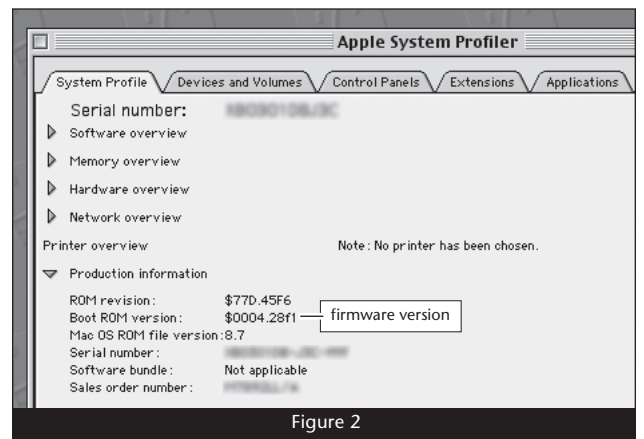 Apple System Profiler
System Profile Devices and Volumes Control Panels Extensions Applications
Serial number:
Software overview
Memory overview
Hardware overview
Network overview
Printer overview Note: No printer has been chosen.
Production information
ROM revision: $77D.45F6
Boot ROM version: $0004.28f1 firmware version
Mac OS ROM file version: 8.7
Serial number:
Software bundle: Not applicable
Sales order number:
Figure 2